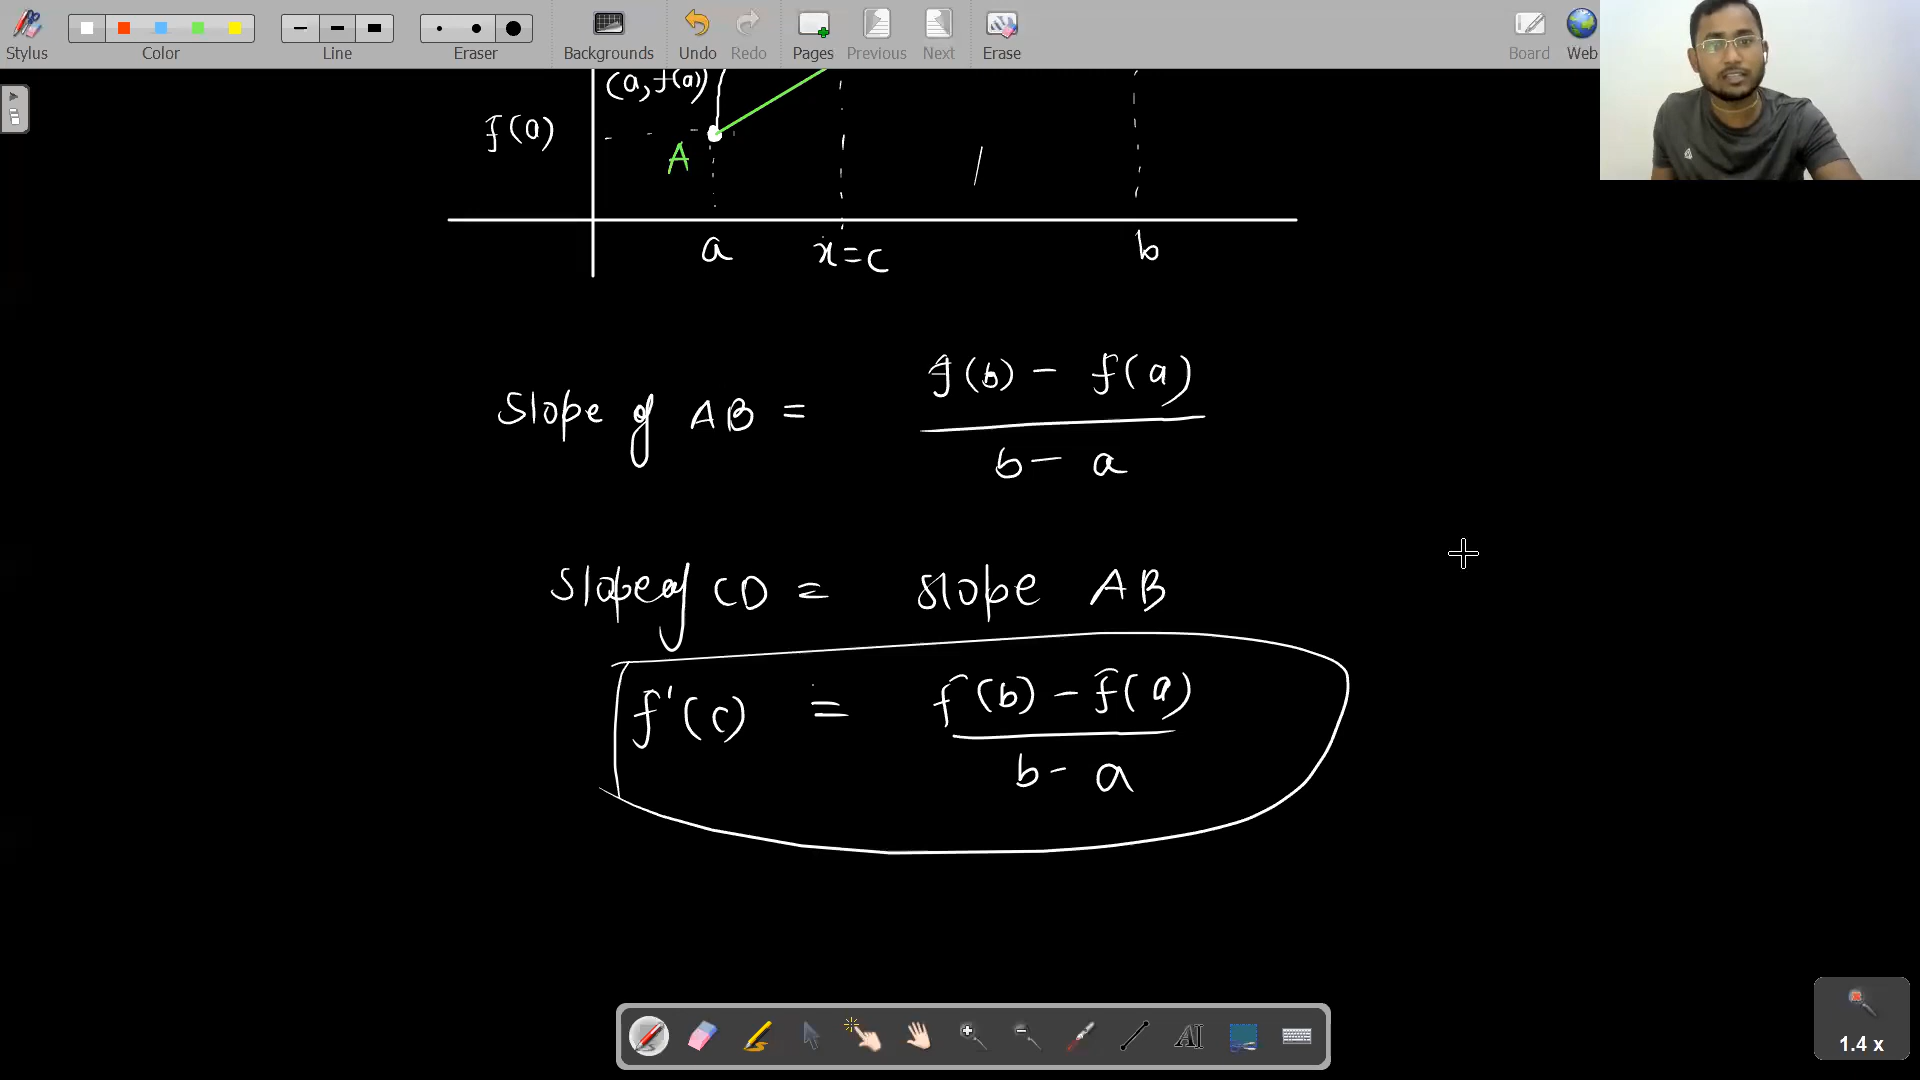 Stylus Color Line Eraser Backgrounds Undo Redo Pages Previous Next Erase Board Web
(a, f(a))
f(a)
A
a x=c b
Slope of AB = f(b) - f(a)
b - a
Slope of CD = slope AB
f'(c) = f(b) - f(a)
b - a
AI
1.4 x